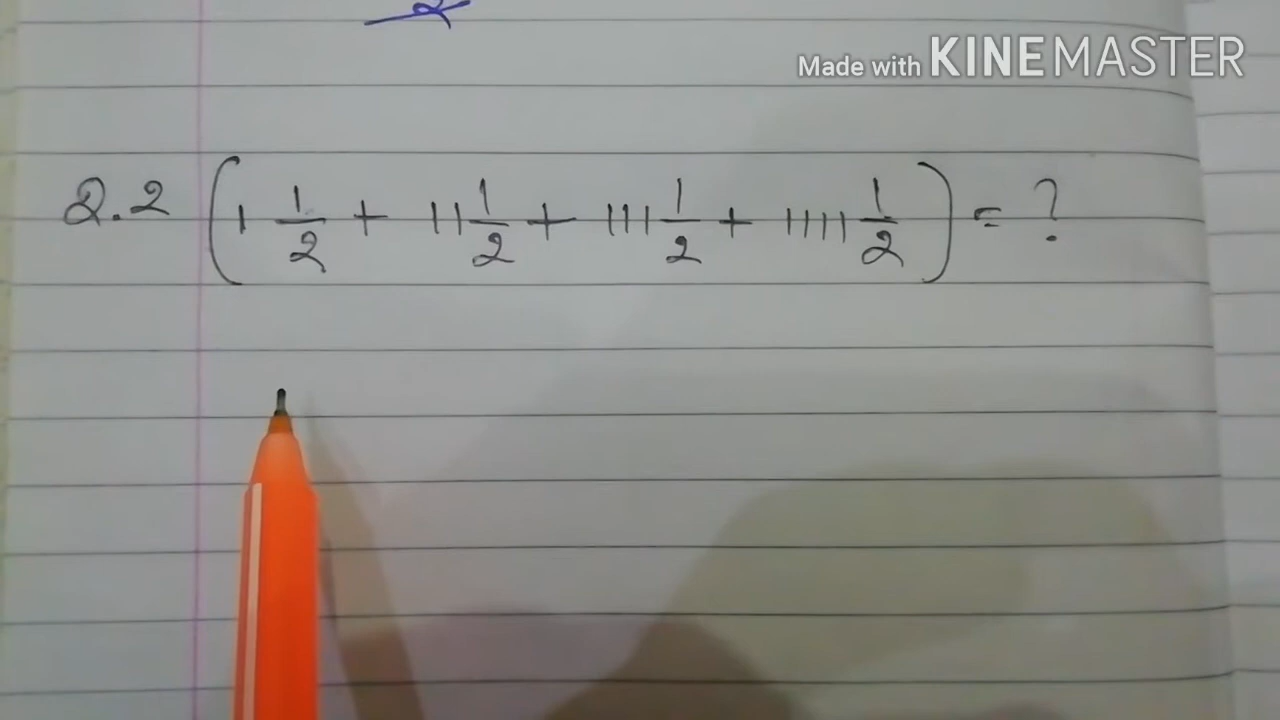 Made with KINEMASTER
Q.2 (1 1/2 + 11 1/2 + 111 1/2 + 1111 1/2) = ?